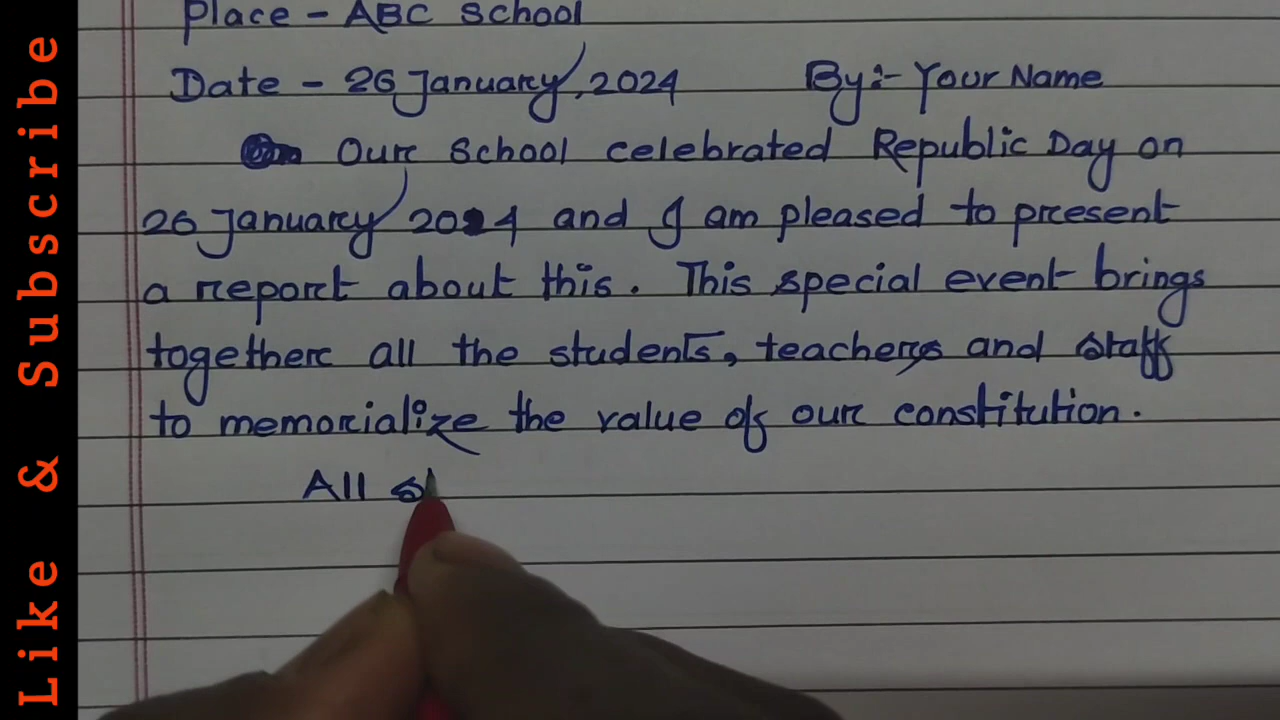 Like & Subscribe
Place - ABC School
Date - 26 January, 2024 By:- Your Name
Our school celebrated Republic Day on
26 January 2024 and I am pleased to present
a report about this. This special event brings
together all the students, teachers and staff
to memorialize the value of our constitution.
All